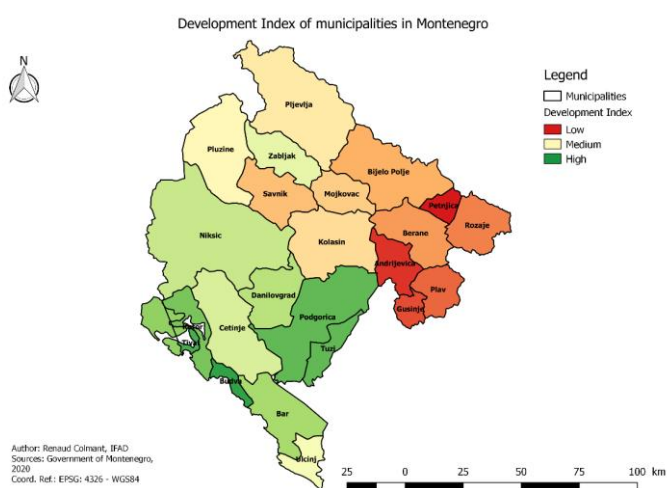 Development Index of municipalities in Montenegro
N
Legend
Municipalities
Development Index
Low
Medium
High
Pljevlja
Pluzine
Zabljak
Bijelo Polje
Savnik
Mojkovac
Petnjica
Rozaje
Niksic
Kolasin
Berane
Andrijevica
Plav
Danilovgrad
Gusinje
Podgorica
Kotor
Cetinje
Tivat
Tuzi
Budva
Bar
Ulcinj
Author: Renaud Colmant, IFAD
Sources: Government of Montenegro,
2020
Coord. Ref.: EPSG: 4326 - WGS84
25 0 25 50 75 100 km